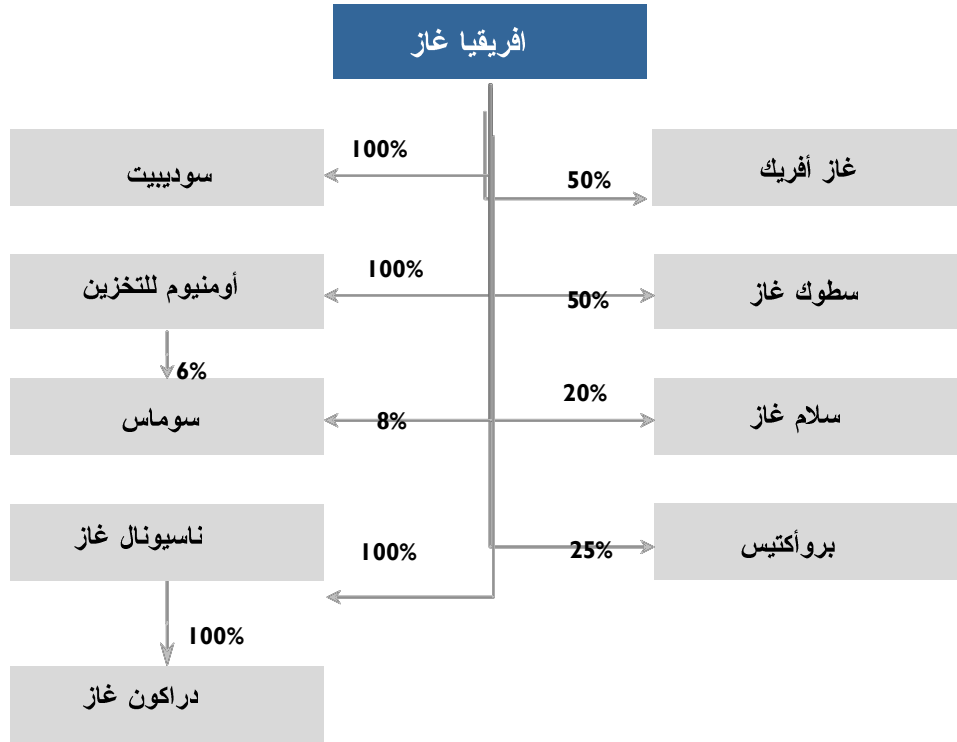 افريقيا غاز
غاز أفريك
50%
100%
سوديبيت
سطوك غاز
50%
100%
أومنيوم للتخزين
6%
سلام غاز
20%
8%
سوماس
بروأكتيس
25%
100%
ناسيونال غاز
100%
دراكون غاز